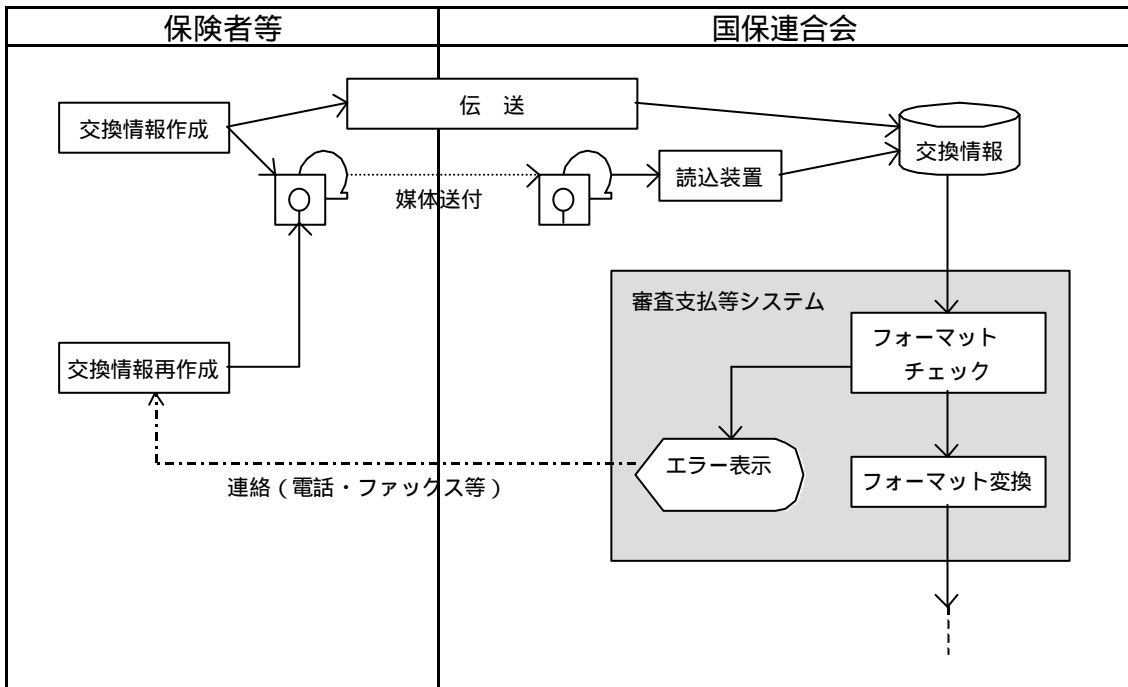 保険者等
国保連合会
伝　送
交換情報作成
交換情報
読込装置
媒体送付
審査支払等システム
フォーマット
チェック
交換情報再作成
エラー表示
フォーマット変換
連絡（電話・ファックス等）